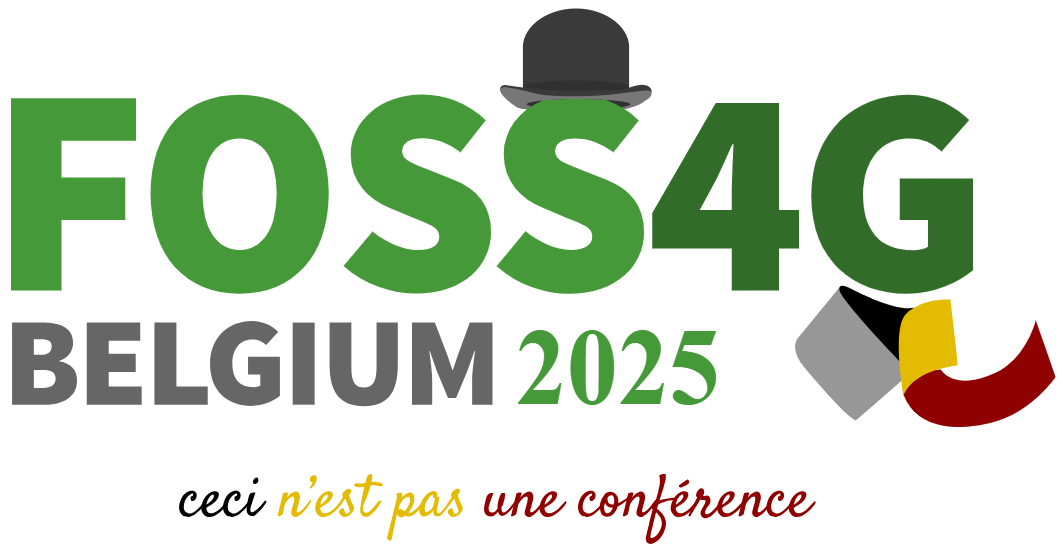 FOSS4G
BELGIUM 2025
ceci n'est pas une conférence